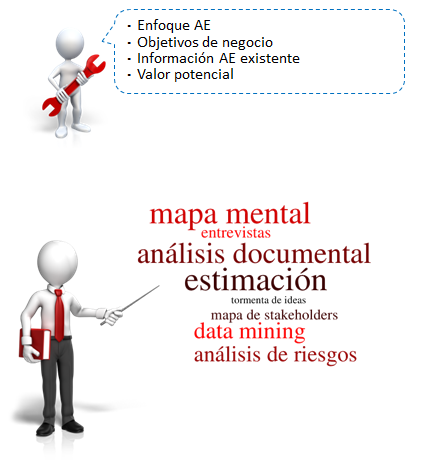 · Enfoque AE
· Objetivos de negocio
· Información AE existente
· Valor potencial
mapa mental
entrevistas
análisis documental
estimación
tormenta de ideas
mapa de stakeholders
data mining
análisis de riesgos